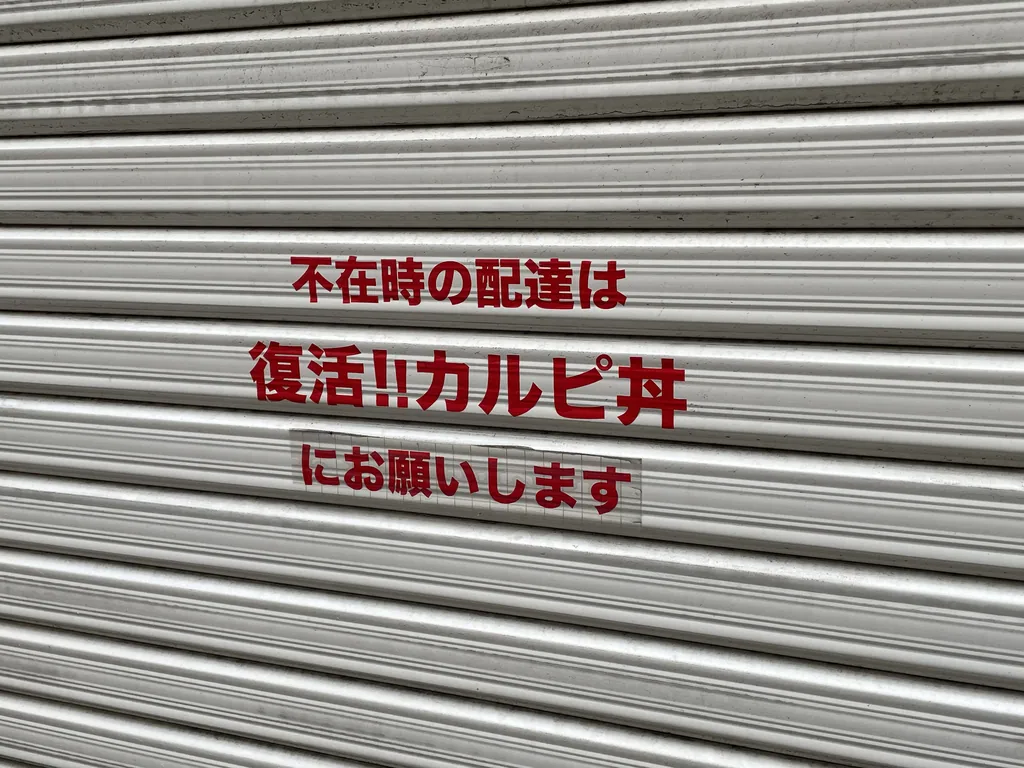 不在時の配達は
復活!!カルピ丼
にお願いします